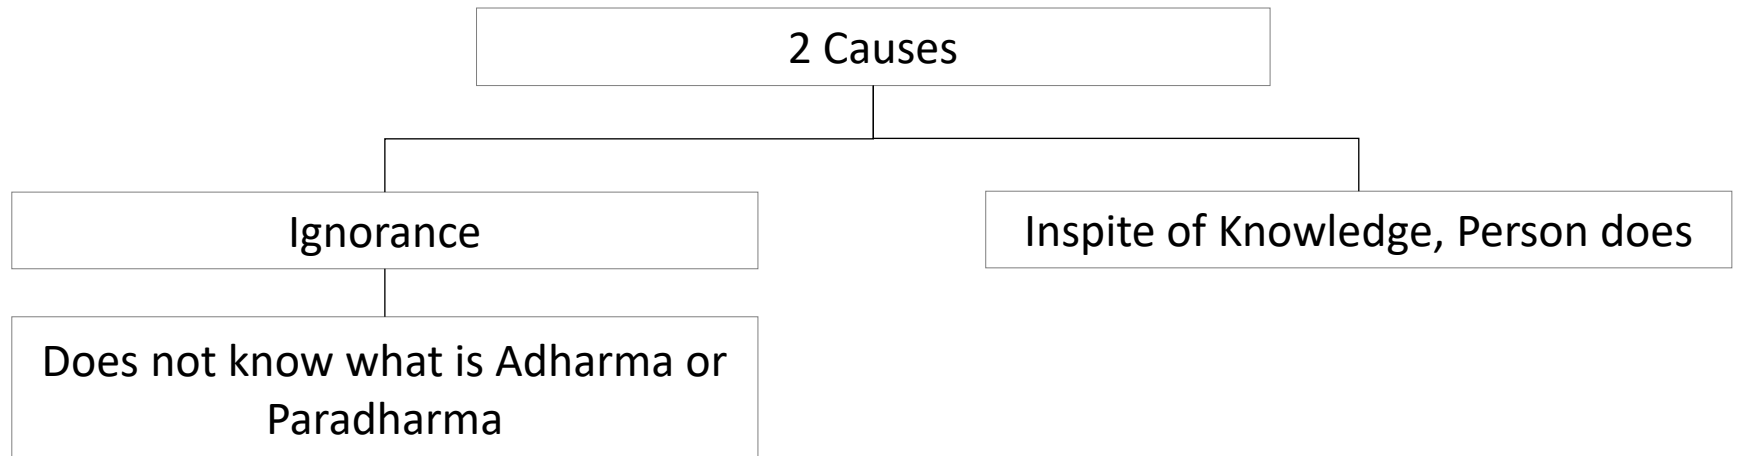 2 Causes
Ignorance
Inspite of Knowledge, Person does
Does not know what is Adharma or
Paradharma